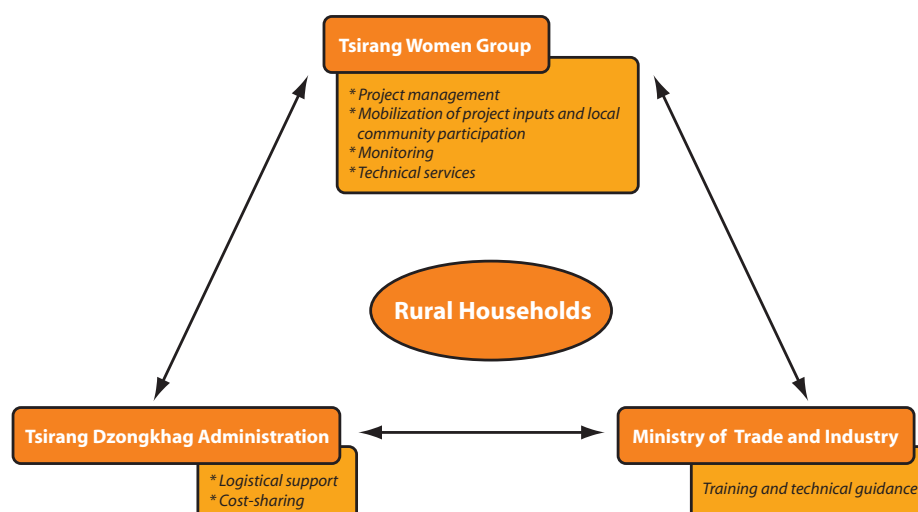 Tsirang Women Group
* Project management
* Mobilization of project inputs and local
community participation
* Monitoring
* Technical services
Rural Households
Tsirang Dzongkhag Administration
* Logistical support
* Cost-sharing
Ministry of Trade and Industry
Training and technical guidance